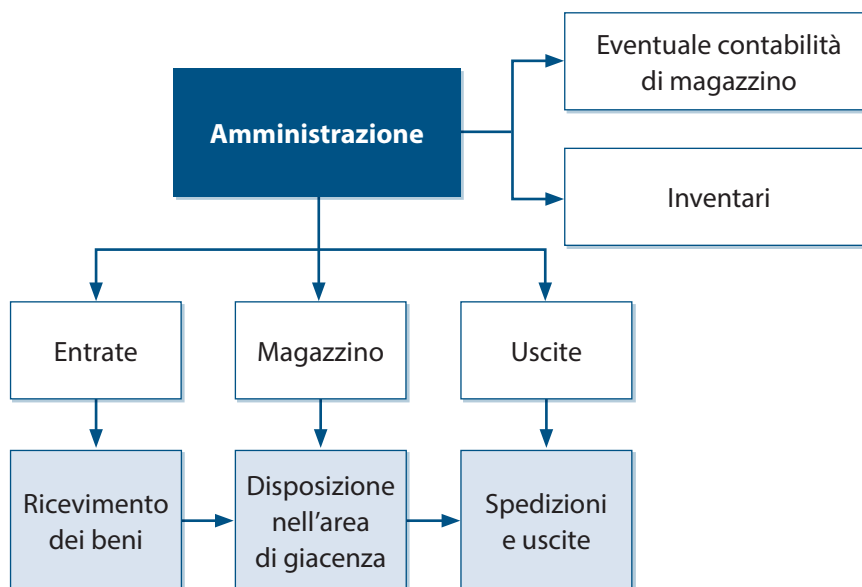 Eventuale contabilità
di magazzino
Amministrazione
Inventari
Entrate
Magazzino
Uscite
Ricevimento
dei beni
Disposizione
nell'area
di giacenza
Spedizioni
e uscite